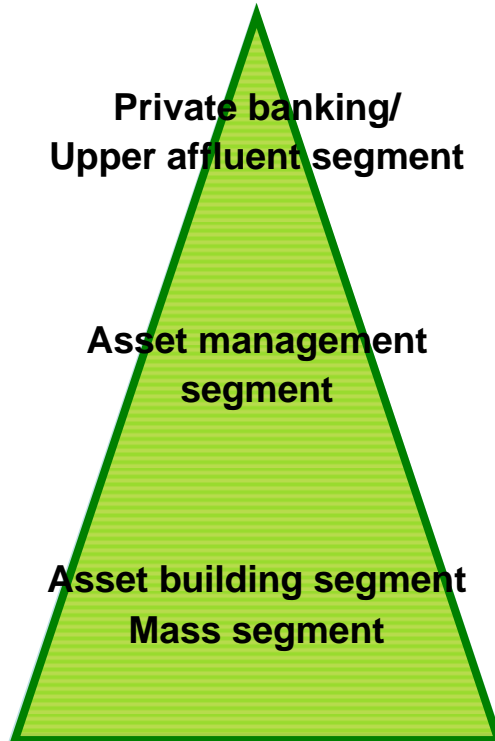 Private banking/
Upper affluent segment
Asset management
segment
Asset building segment
Mass segment